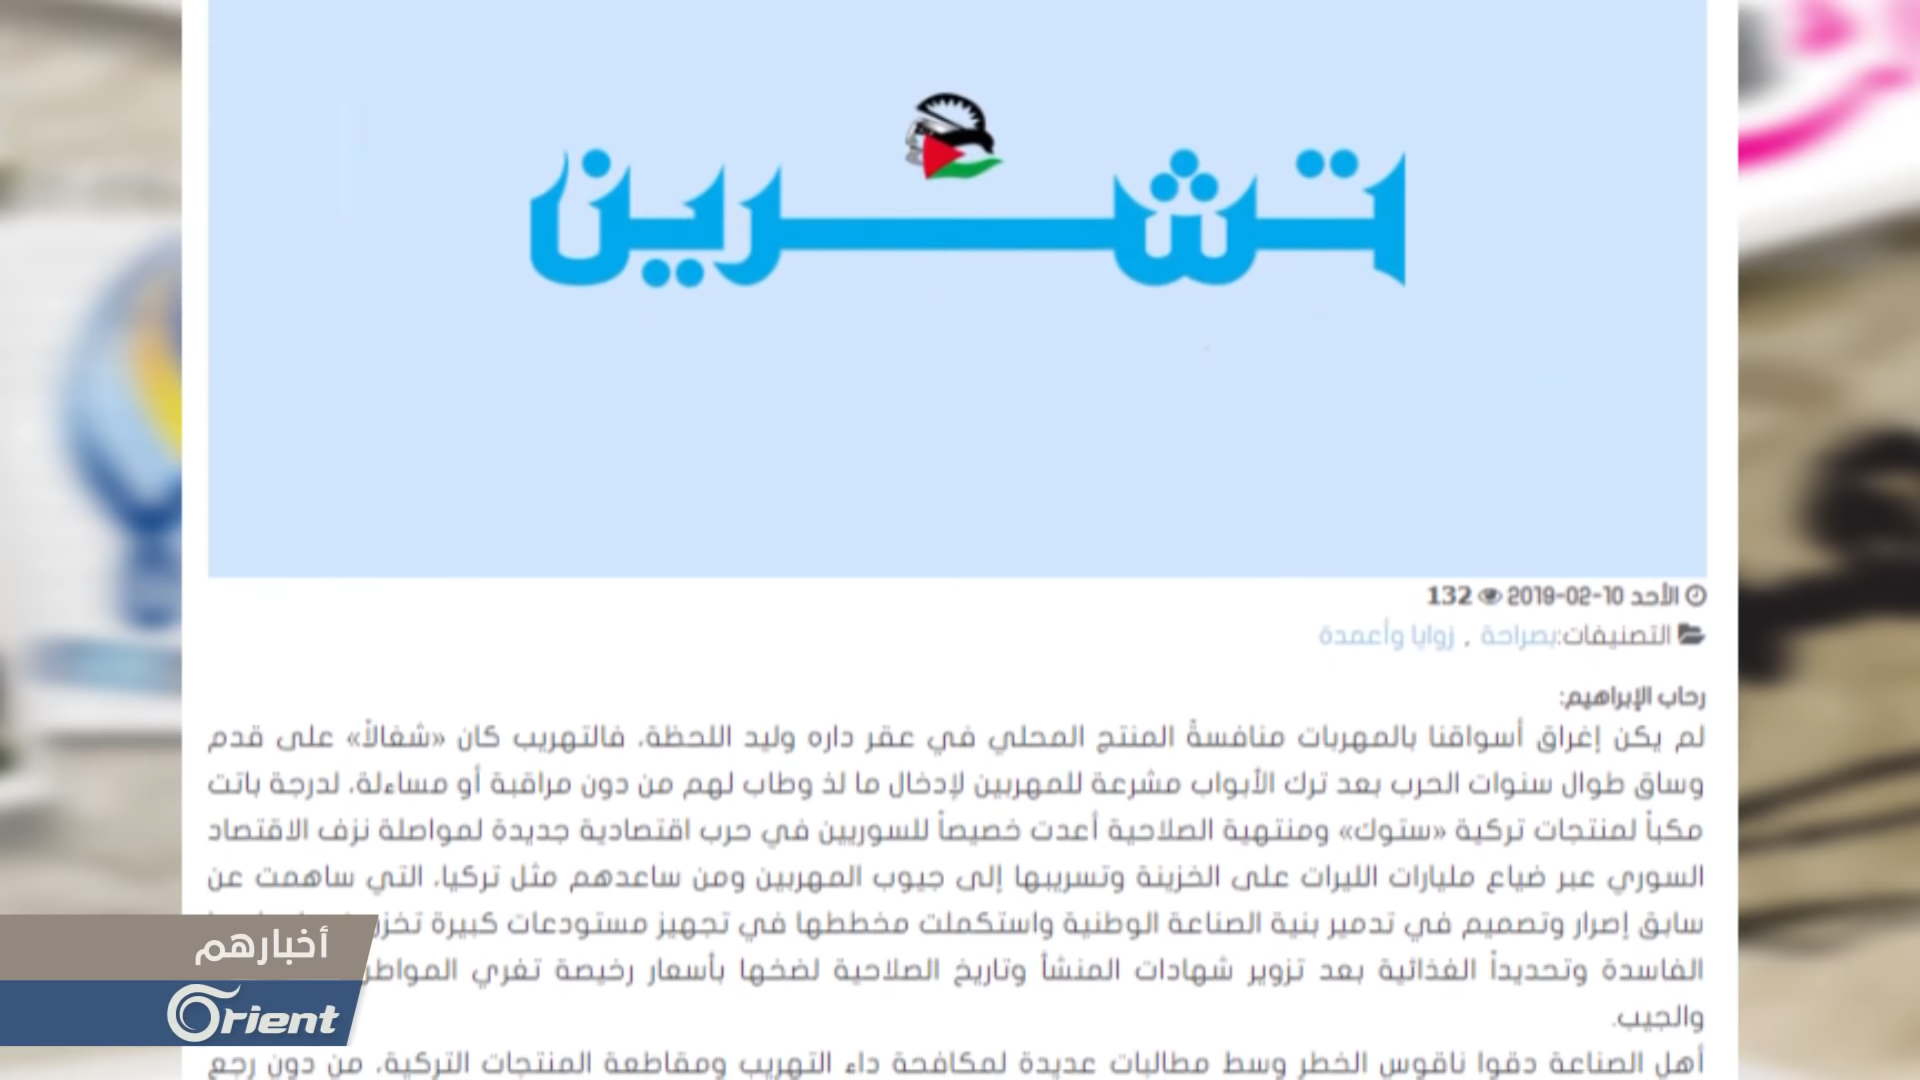 تشرين
الأحد 10-02-2019 132
التصنيفات:بصراحة , زوايا وأعمدة
رحاب الإبراهيم:
لم يكن إغراق أسواقنا بالمهربات منافسةً المنتج المحلي في عقر داره وليد اللحظة، فالتهريب كان «شغالاً» على قدم
وساق طوال سنوات الحرب بعد ترك الأبواب مشرعة للمهربين لإدخال ما لذ وطاب لهم من دون مراقبة أو مساءلة، لدرجة باتت
مكباً لمنتجات تركية «ستوك» ومنتهية الصلاحية أعدت خصيصاً للسوريين في حرب اقتصادية جديدة لمواصلة نزف الاقتصاد
السوري عبر ضياع مليارات الليرات على الخزينة وتسريبها إلى جيوب المهربين ومن ساعدهم مثل تركيا، التي ساهمت عن
سابق إصرار وتصميم في تدمير بنية الصناعة الوطنية واستكملت مخططها في تجهيز مستودعات كبيرة
الفاسدة وتحديداً الغذائية بعد تزوير شهادات المنشأ وتاريخ الصلاحية لضخها بأسعار رخيصة تغري
والجيب.
أهل الصناعة دقوا ناقوس الخطر وسط مطالبات عديدة لمكافحة داء التهريب ومقاطعة المنتجات التركية، من دون رجع
أخبارهم
Orient